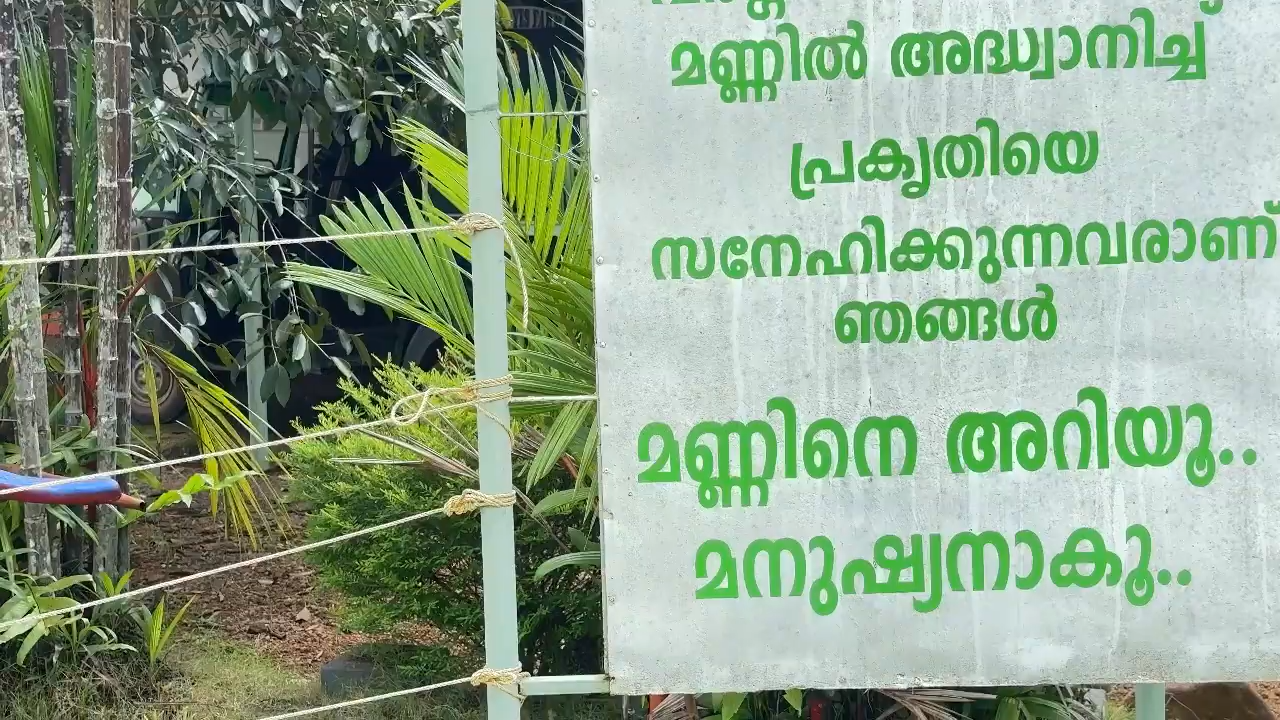 മണ്ണിൽ അദ്ധ്വാനിച്ച്
പ്രകൃതിയെ
സനേഹിക്കുന്നവരാണ്
ഞങ്ങൾ
മണ്ണിനെ അറിയൂ..
മനുഷ്യനാകൂ..